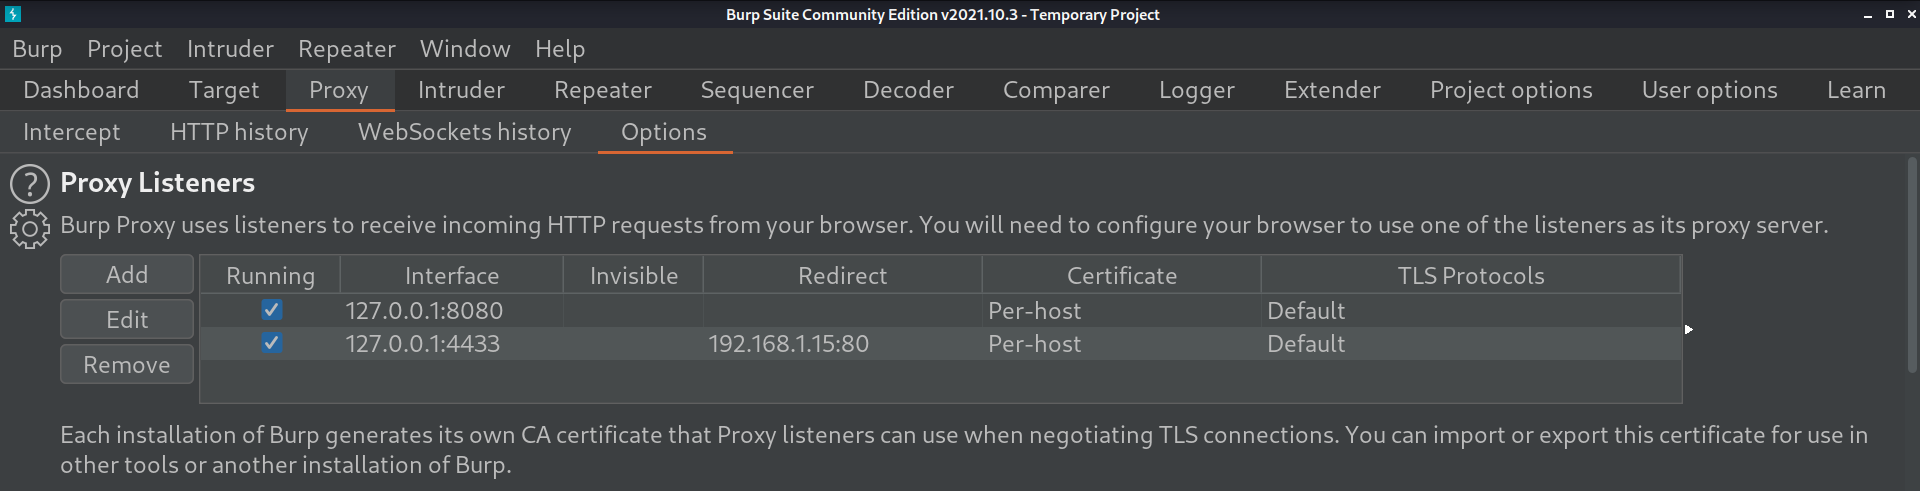 Burp Suite Community Edition v2021.10.3 - Temporary Project
Burp Project Intruder Repeater Window Help
Dashboard Target Proxy Intruder Repeater Sequencer Decoder Comparer Logger Extender Project options User options Learn
Intercept HTTP history WebSockets history Options
? Proxy Listeners
Burp Proxy uses listeners to receive incoming HTTP requests from your browser. You will need to configure your browser to use one of the listeners as its proxy server.
Add Running Interface Invisible Redirect Certificate TLS Protocols
127.0.0.1:8080 Per-host Default
Edit
127.0.0.1:4433 192.168.1.15:80 Per-host Default
Remove
Each installation of Burp generates its own CA certificate that Proxy listeners can use when negotiating TLS connections. You can import or export this certificate for use in
other tools or another installation of Burp.